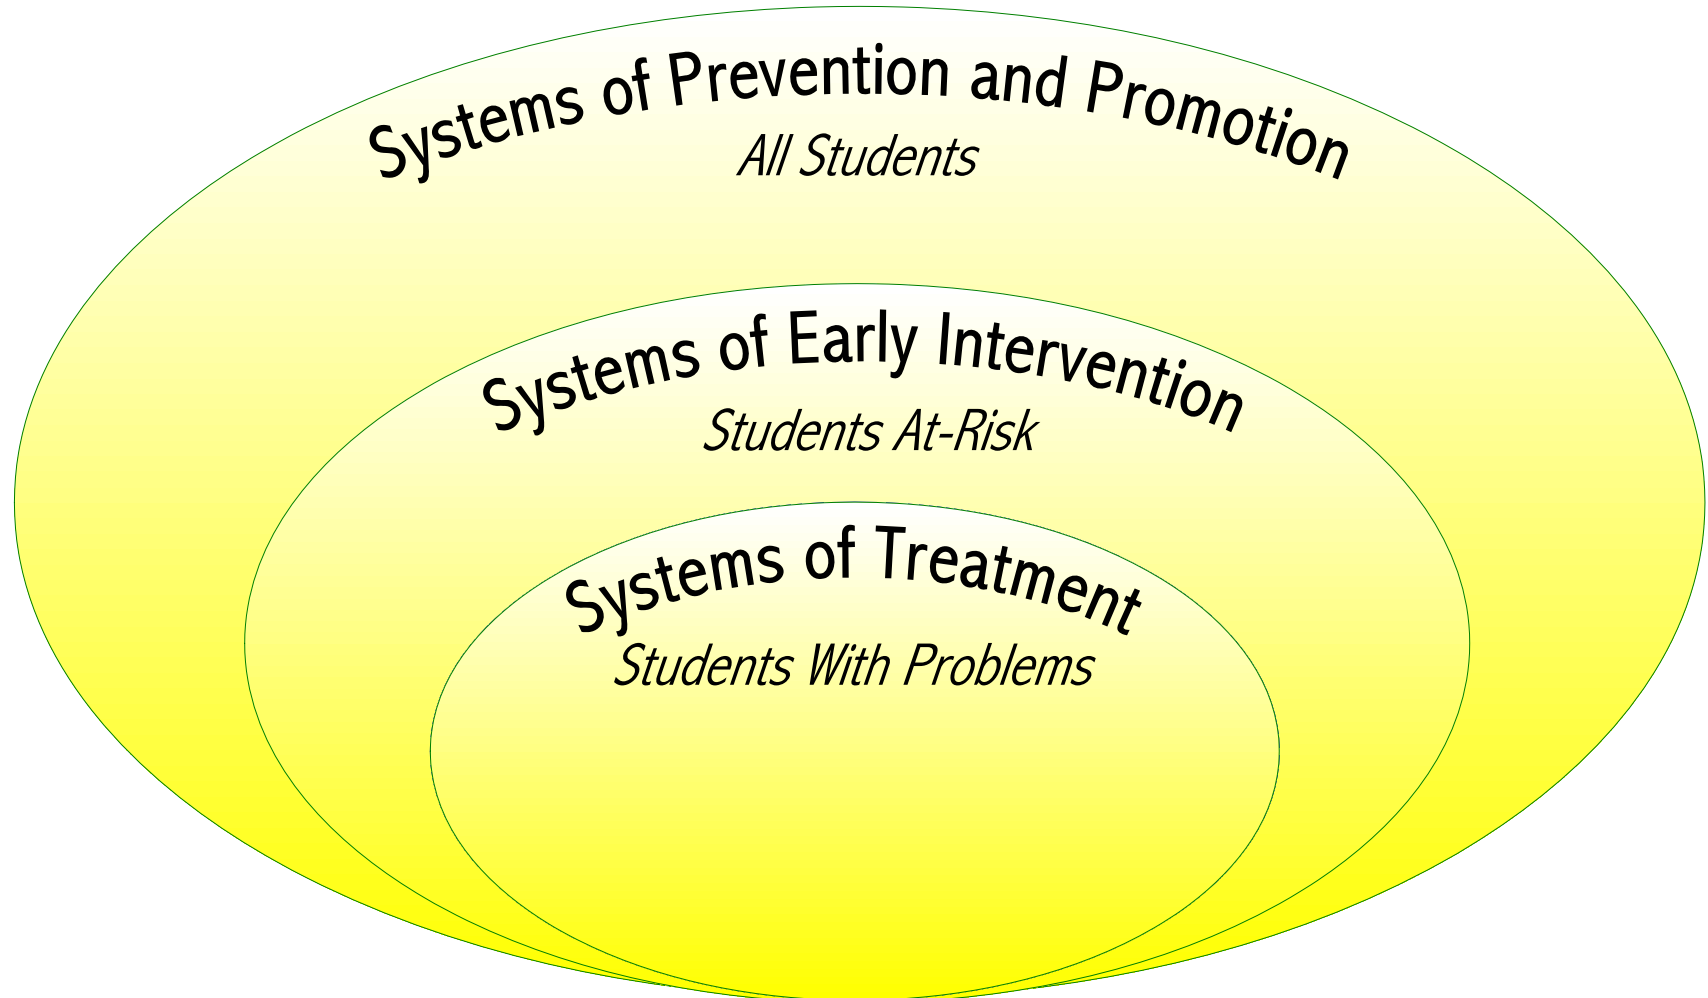 Systems of Prevention and Promotion
All Students
Systems of Early Intervention
Students At-Risk
Systems of Treatment
Students With Problems